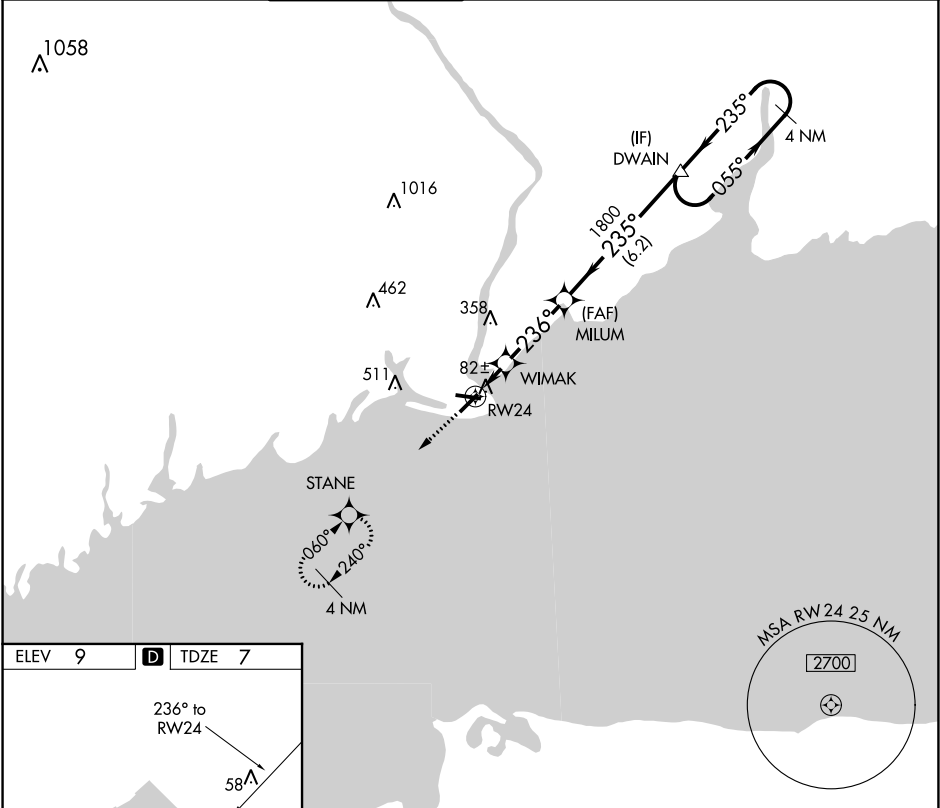 1058
235°
4 NM
(IF)
DWAIN
055°
1016
1800
235°
(6.2)
462
358
(FAF)
MILUM
236°
82±
WIMAK
511
RW24
STANE
060°
240°
4 NM
MSA RW24 25 NM
2700
ELEV 9 D TDZE 7
236° to
RW24
58